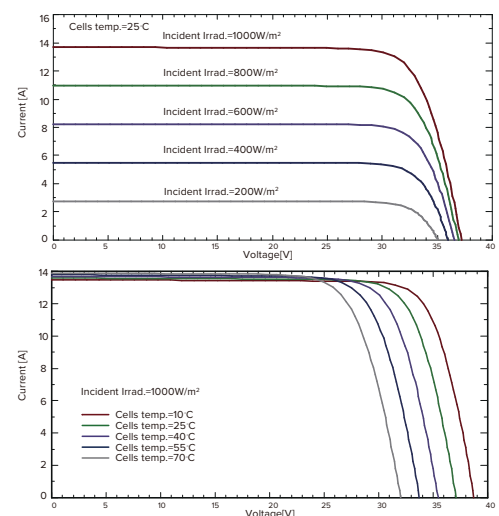 16
Cells temp.=25°C
Incident Irrad.=1000W/m²
14
12
Incident Irrad.=800W/m²
10
Incident Irrad.=600W/m²
8
Incident Irrad.=400W/m²
6
4
Incident Irrad.=200W/m²
2
0
Current [A]
0 5 10 15 20 25 30 35 40
Voltage[V]
14
12
10
8
6
4
2
0
Current [A]
Incident Irrad.=1000W/m²
Cells temp.=10°C
Cells temp.=25°C
Cells temp.=40°C
Cells temp.=55°C
Cells temp.=70°C
0 5 10 15 20 25 30 35 40
Voltage[V]